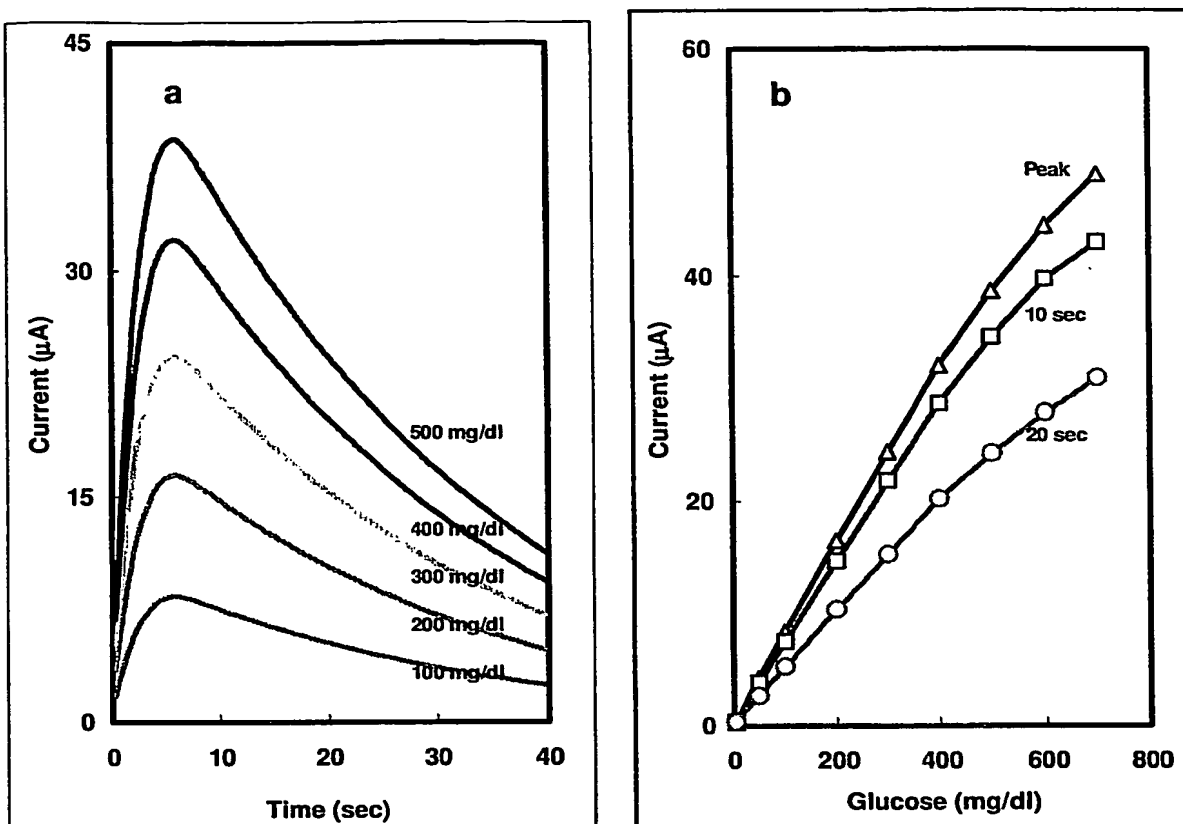 a
45
30
15
0
Current (µA)
500 mg/dl
400 mg/dl
300 mg/dl
200 mg/dl
100 mg/dl
0
10
20
30
40
Time (sec)
b
60
40
20
0
Current (µA)
Peak
10 sec
20 sec
0
200
400
600
800
Glucose (mg/dl)